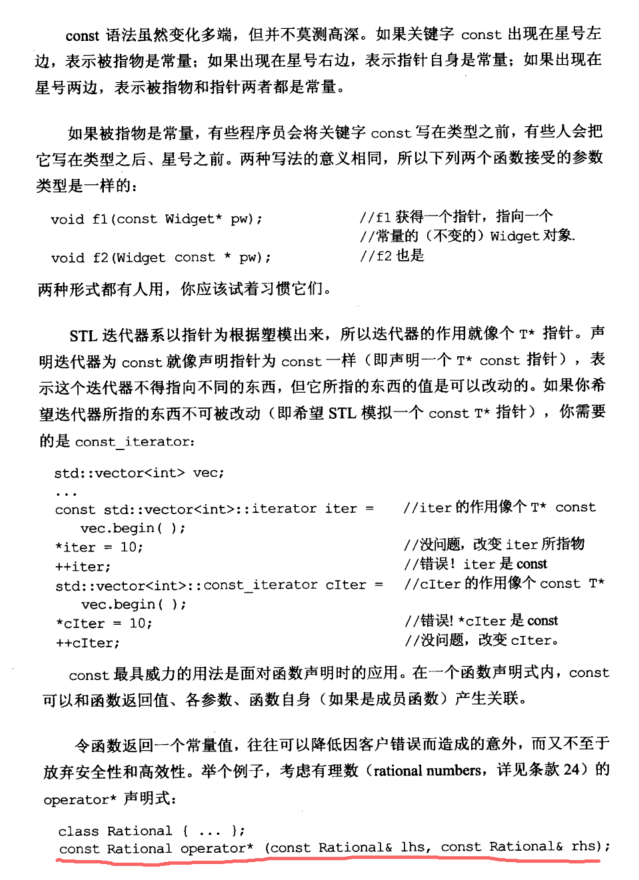 const 语法虽然变化多端，但并不莫测高深。如果关键字 const 出现在星号左
边，表示被指物是常量；如果出现在星号右边，表示指针自身是常量；如果出现在
星号两边，表示被指物和指针两者都是常量。
如果被指物是常量，有些程序员会将关键字 const 写在类型之前，有些人会把
它写在类型之后、星号之前。两种写法的意义相同，所以下列两个函数接受的参数
类型是一样的：
void f1(const Widget* pw); //f1 获得一个指针，指向一个
//常量的（不变的）Widget 对象.
void f2(Widget const * pw); //f2 也是
两种形式都有人用，你应该试着习惯它们。
STL 迭代器系以指针为根据塑模出来，所以迭代器的作用就像个 T* 指针。声
明迭代器为 const 就像声明指针为 const 一样（即声明一个 T* const 指针），表
示这个迭代器不得指向不同的东西，但它所指的东西的值是可以改动的。如果你希
望迭代器所指的东西不可被改动（即希望 STL 模拟一个 const T* 指针），你需要
的是 const_iterator：
std::vector<int> vec;
...
const std::vector<int>::iterator iter = //iter 的作用像个 T* const
vec.begin( );
*iter = 10; //没问题，改变 iter 所指物
++iter; //错误！iter 是 const
std::vector<int>::const_iterator cIter = //cIter 的作用像个 const T*
vec.begin( );
*cIter = 10; //错误! *cIter 是 const
++cIter; //没问题，改变 cIter。
const 最具威力的用法是面对函数声明时的应用。在一个函数声明式内，const
可以和函数返回值、各参数、函数自身（如果是成员函数）产生关联。
令函数返回一个常量值，往往可以降低因客户错误而造成的意外，而又不至于
放弃安全性和高效性。举个例子，考虑有理数（rational numbers，详见条款 24）的
operator* 声明式：
class Rational { ... };
const Rational operator* (const Rational& lhs, const Rational& rhs);